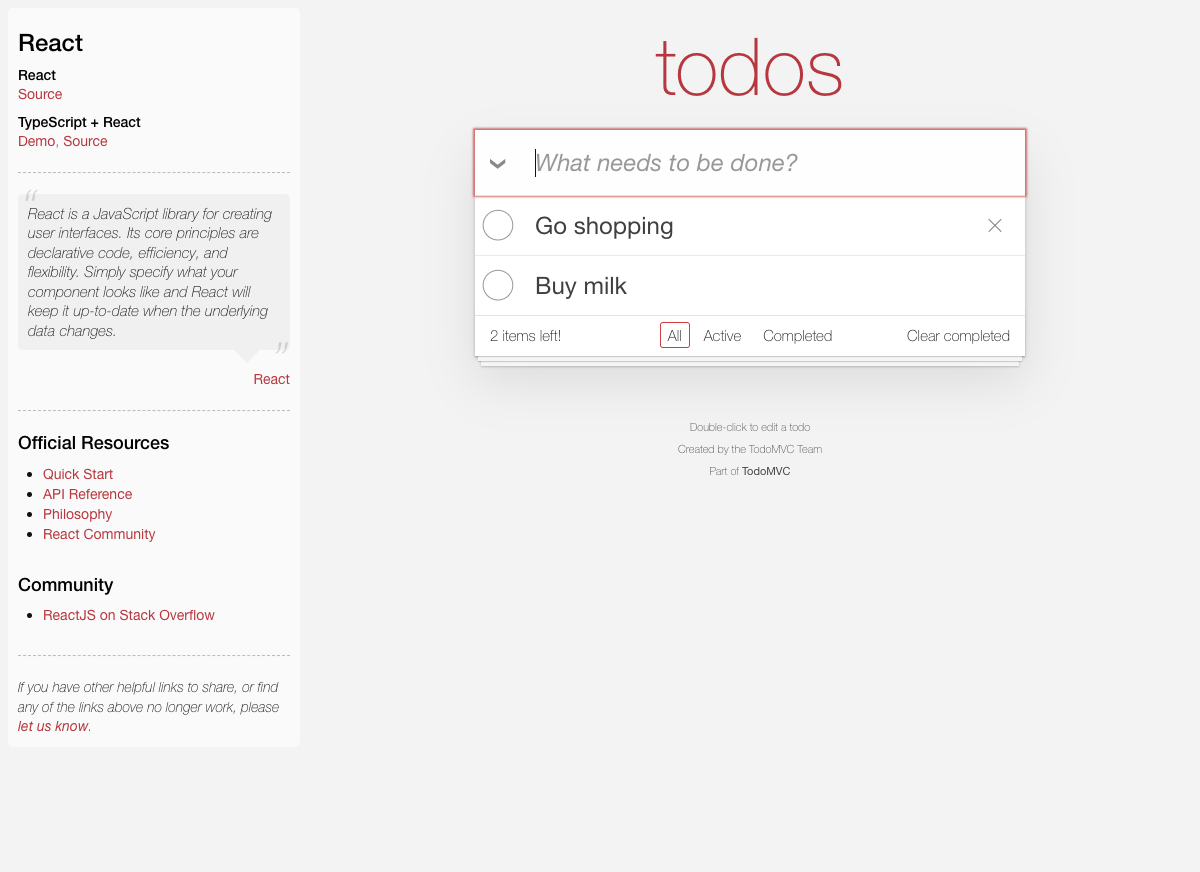 React
React
Source
TypeScript + React
Demo, Source
“
React is a JavaScript library for creating
user interfaces. Its core principles are
declarative code, efficiency, and
flexibility. Simply specify what your
component looks like and React will
keep it up-to-date when the underlying
data changes.
”
React
Official Resources
Quick Start
API Reference
Philosophy
React Community
Community
ReactJS on Stack Overflow
If you have other helpful links to share, or find
any of the links above no longer work, please
let us know.
todos
What needs to be done?
Go shopping
Buy milk
2 items left! All Active Completed Clear completed
Double-click to edit a todo
Created by the TodoMVC Team
Part of TodoMVC